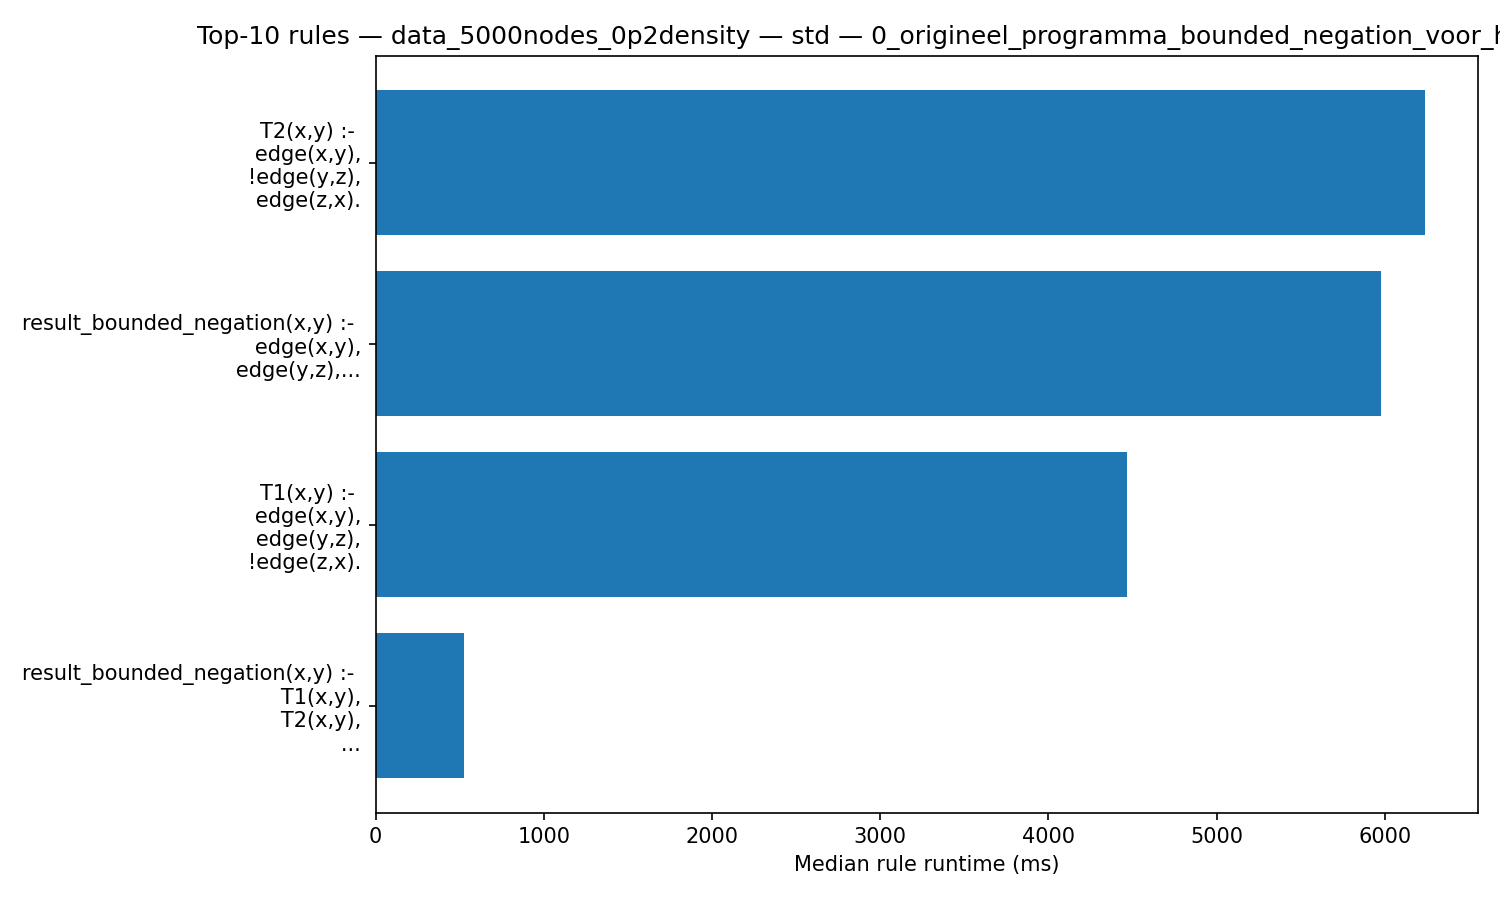 Top-10 rules — data_5000nodes_0p2density — std — 0_origineel_programma_bounded_negation_voor_
T2(x,y) :-
edge(x,y),
!edge(y,z),
edge(z,x).
result_bounded_negation(x,y) :-
edge(x,y),
edge(y,z),...
T1(x,y) :-
edge(x,y),
edge(y,z),
!edge(z,x).
result_bounded_negation(x,y) :-
T1(x,y),
T2(x,y),
...
0 1000 2000 3000 4000 5000 6000
Median rule runtime (ms)